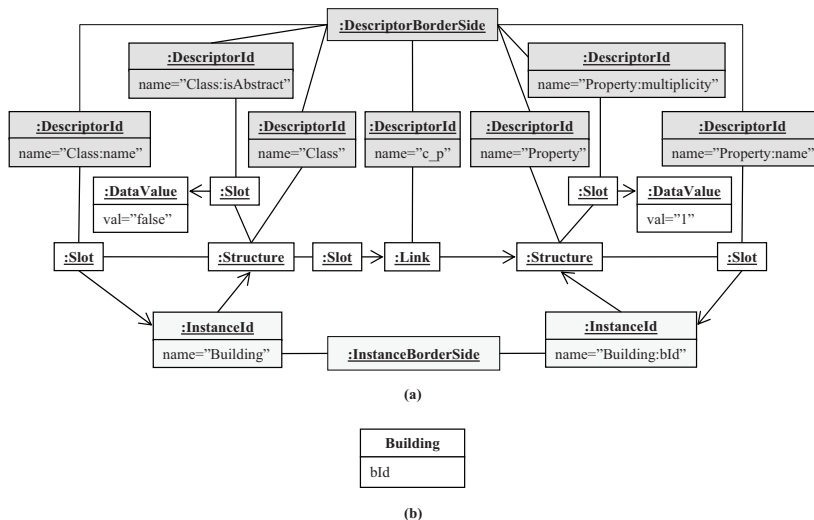 :DescriptorBorderSide
:DescriptorId
name=”Class:isAbstract”
:DescriptorId
name=”Property:multiplicity”
:DescriptorId
name=”Class:name”
:DescriptorId
name=”Class”
:DescriptorId
name=”c_p”
:DescriptorId
name=”Property”
:DescriptorId
name=”Property:name”
:DataValue
val=”false”
:Slot
:Slot
:DataValue
val=”1”
:Slot
:Structure
:Slot
:Link
:Structure
:Slot
:InstanceId
name=”Building”
:InstanceBorderSide
:InstanceId
name=”Building:bId”
(a)
Building
bId
(b)